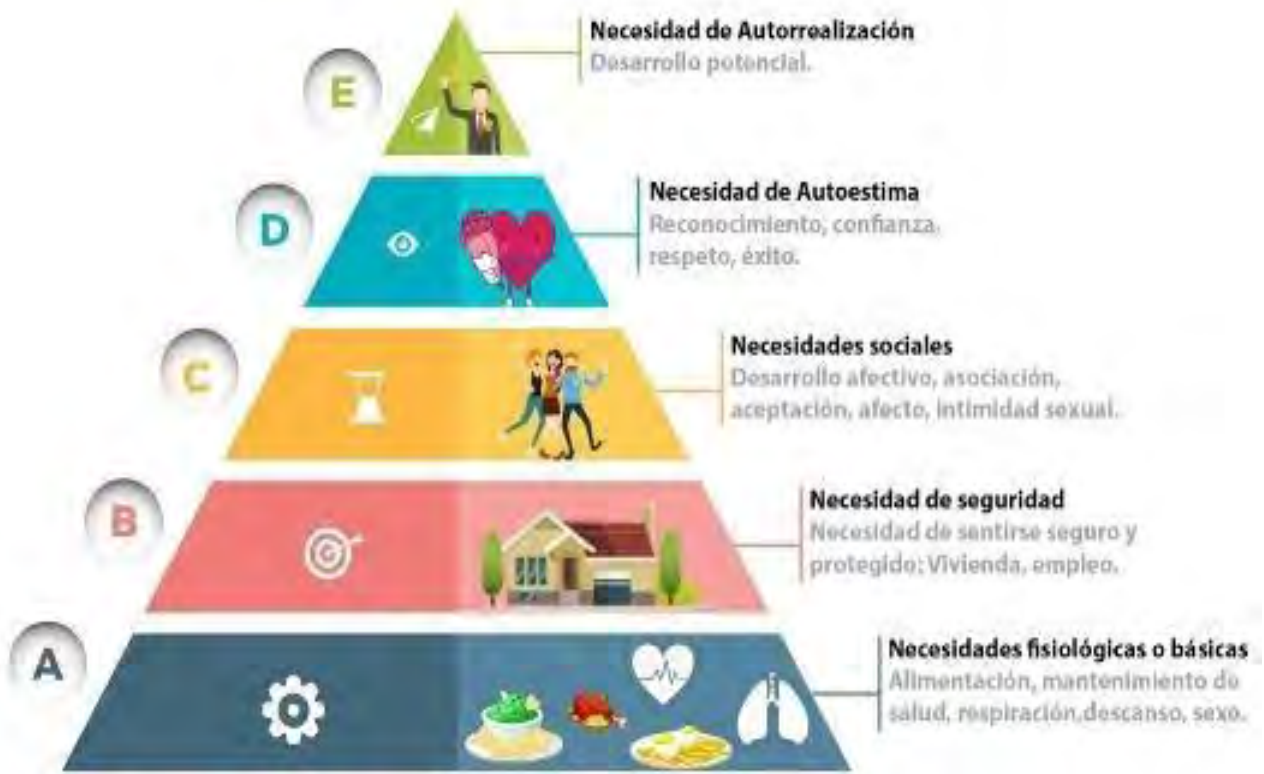 E
Necesidad de Autorrealización
Desarrollo potencial.
D
Necesidad de Autoestima
Reconocimiento, confianza,
respeto, éxito.
C
Necesidades sociales
Desarrollo afectivo, asociación,
aceptación, afecto, intimidad sexual.
B
Necesidad de seguridad
Necesidad de sentirse seguro y
protegido: Vivienda, empleo.
A
Necesidades fisiológicas o básicas
Alimentación, mantenimiento de
salud, respiración,descanso, sexo.